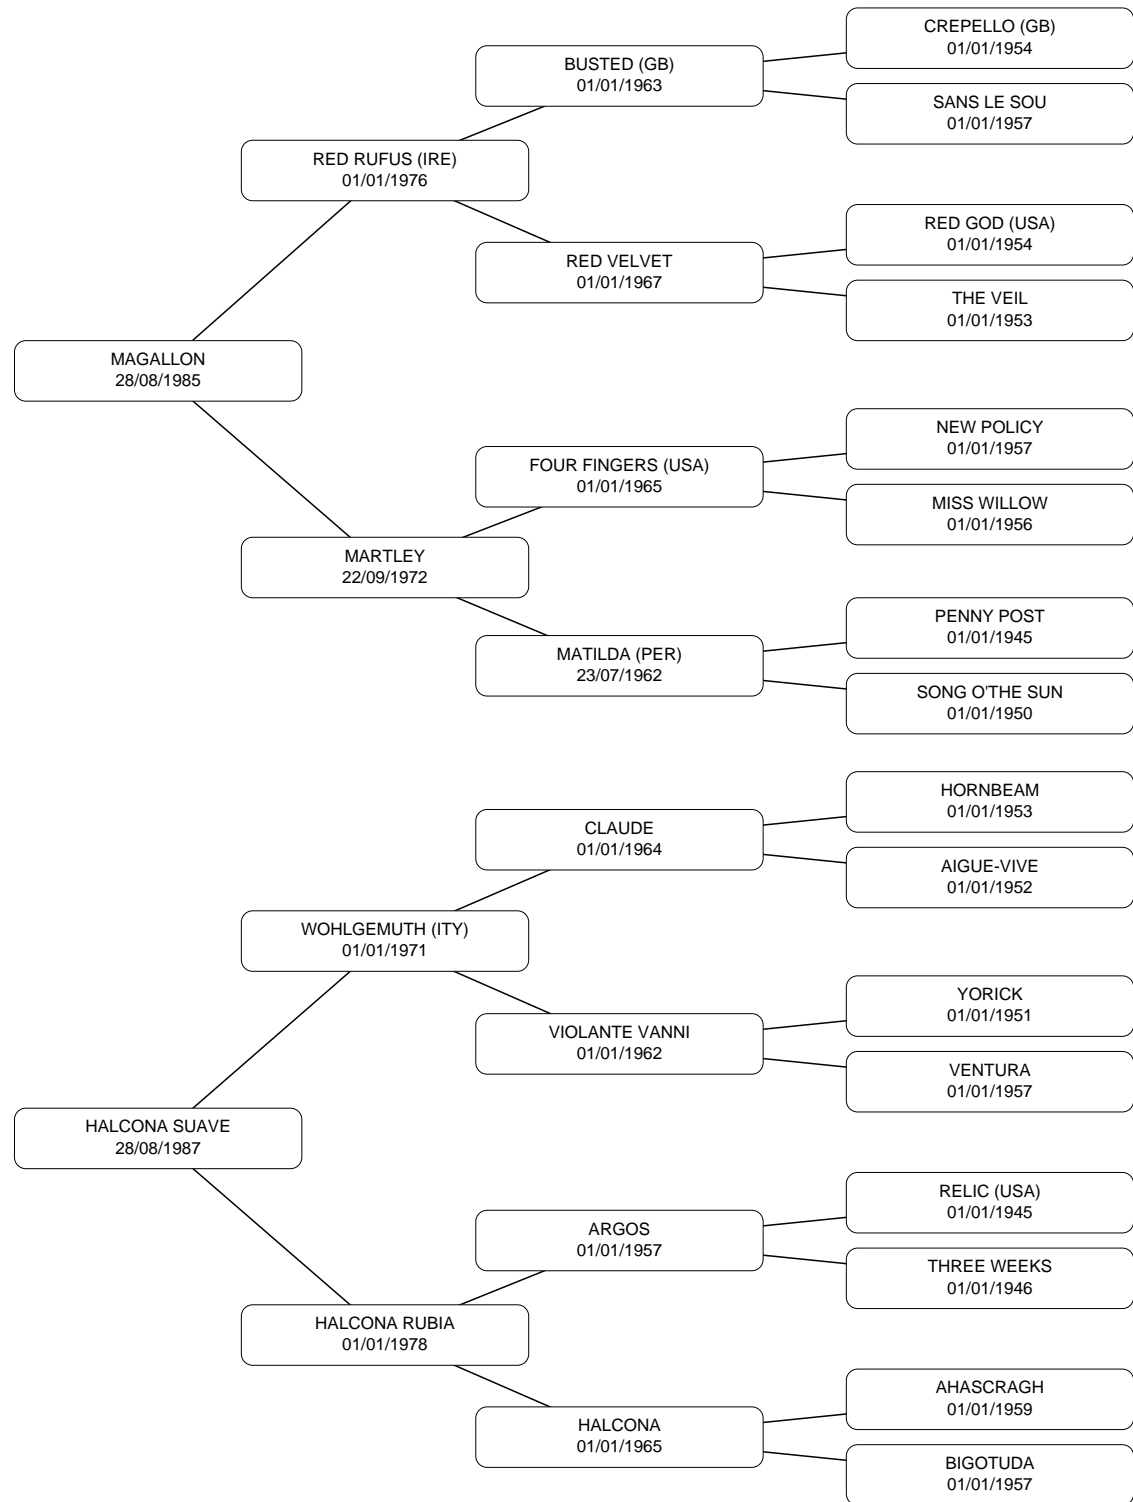 CREPELLO (GB)
01/01/1954
BUSTED (GB)
01/01/1963
SANS LE SOU
01/01/1957
RED RUFUS (IRE)
01/01/1976
RED GOD (USA)
01/01/1954
RED VELVET
01/01/1967
THE VEIL
01/01/1953
MAGALLON
28/08/1985
NEW POLICY
01/01/1957
FOUR FINGERS (USA)
01/01/1965
MISS WILLOW
01/01/1956
MARTLEY
22/09/1972
PENNY POST
01/01/1945
MATILDA (PER)
23/07/1962
SONG O'THE SUN
01/01/1950
HORNBEAM
01/01/1953
CLAUDE
01/01/1964
AIGUE-VIVE
01/01/1952
WOHLGEMUTH (ITY)
01/01/1971
YORICK
01/01/1951
VIOLANTE VANNI
01/01/1962
VENTURA
01/01/1957
HALCONA SUAVE
28/08/1987
RELIC (USA)
01/01/1945
ARGOS
01/01/1957
THREE WEEKS
01/01/1946
HALCONA RUBIA
01/01/1978
AHASCRAGH
01/01/1959
HALCONA
01/01/1965
BIGOTUDA
01/01/1957